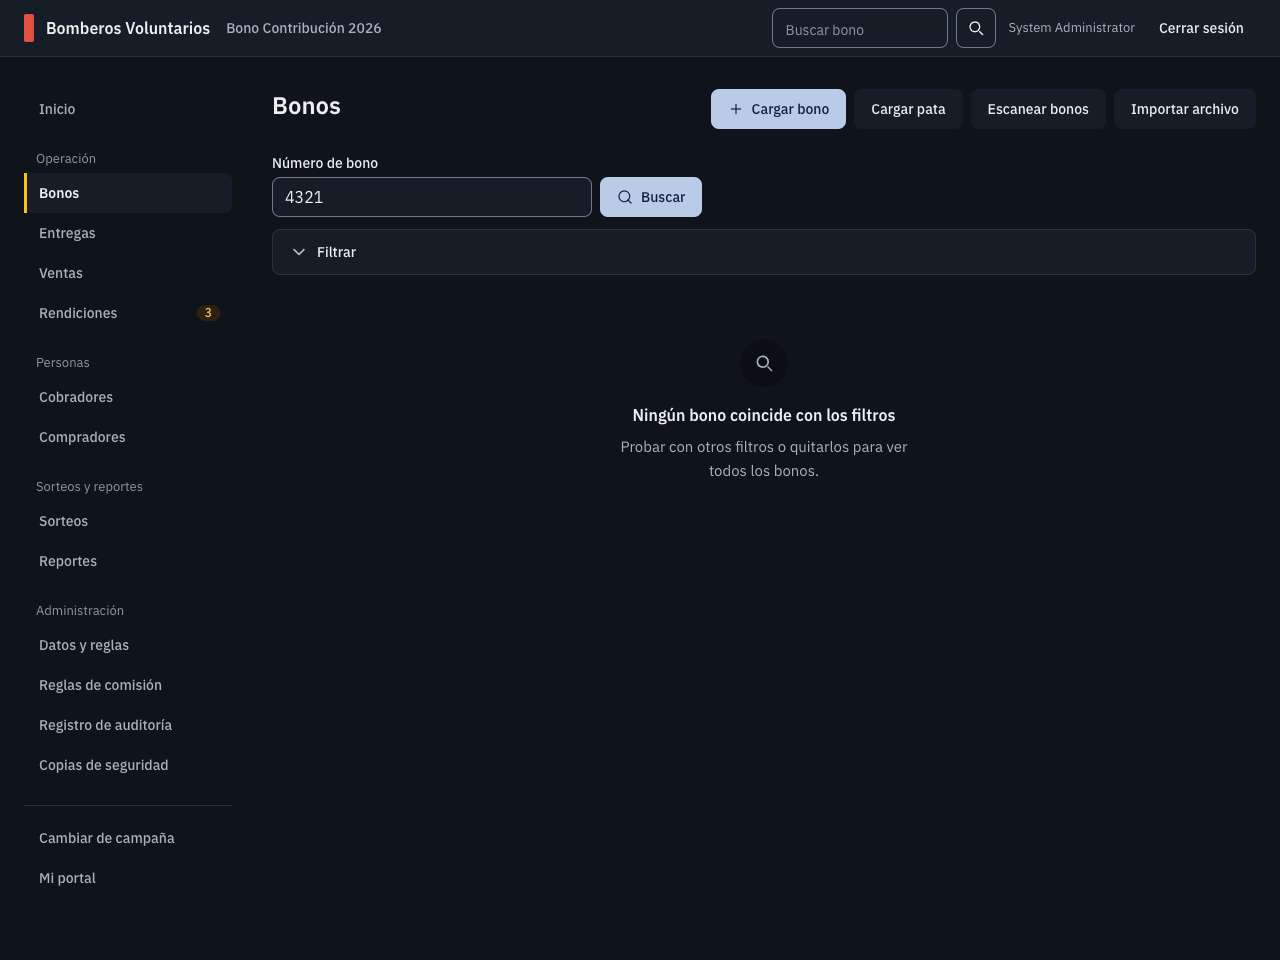 Bomberos Voluntarios
Bono Contribución 2026
Buscar bono
System Administrator
Cerrar sesión
Inicio
Operación
Bonos
Entregas
Ventas
Rendiciones
3
Personas
Cobradores
Compradores
Sorteos y reportes
Sorteos
Reportes
Administración
Datos y reglas
Reglas de comisión
Registro de auditoría
Copias de seguridad
Cambiar de campaña
Mi portal
Bonos
Cargar bono
Cargar pata
Escanear bonos
Importar archivo
Número de bono
4321
Buscar
Filtrar
Ningún bono coincide con los filtros
Probar con otros filtros o quitarlos para ver
todos los bonos.